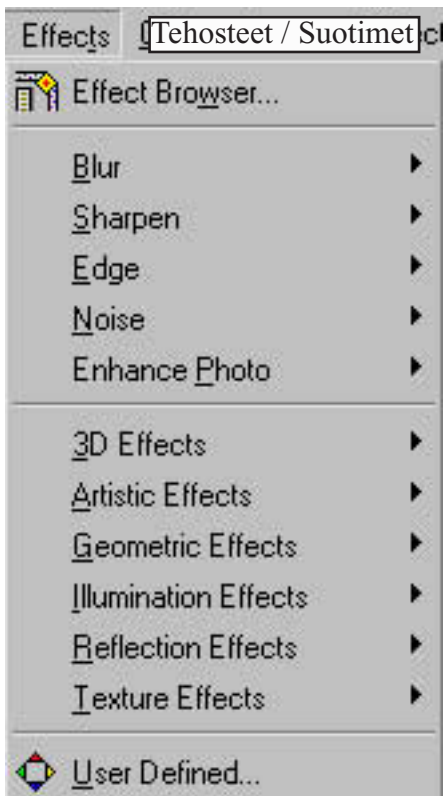 Effects Tehosteet / Suotimet
Effect Browser...
Blur
Sharpen
Edge
Noise
Enhance Photo
3D Effects
Artistic Effects
Geometric Effects
Illumination Effects
Reflection Effects
Texture Effects
User Defined...